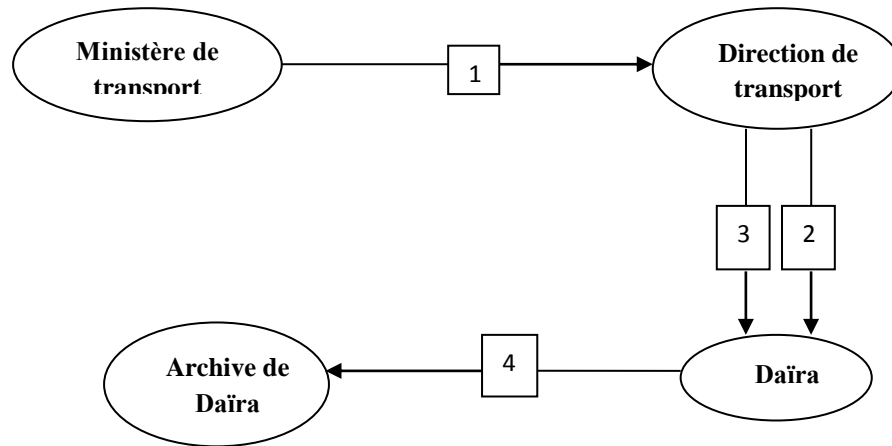 Ministère de
transport
1
Direction de
transport
3
2
Archive de
Daïra
4
Daïra